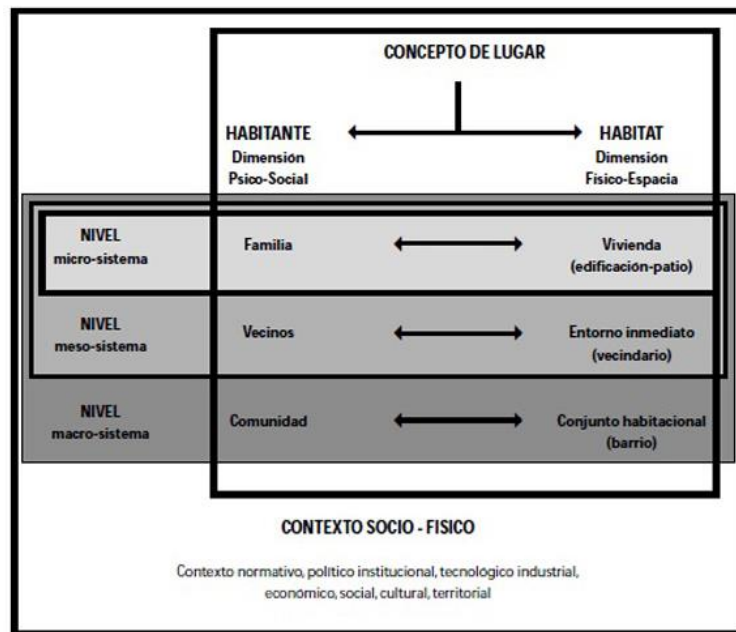 CONCEPTO DE LUGAR
HABITANTE
Dimensión
Psico-Social
HABITAT
Dimensión
Físico-Espacia
NIVEL
micro-sistema
Familia
Vivienda
(edificación-patio)
NIVEL
meso-sistema
Vecinos
Entorno inmediato
(vecindario)
NIVEL
macro-sistema
Comunidad
Conjunto habitacional
(barrio)
CONTEXTO SOCIO - FISICO
Contexto normativo, político institucional, tecnológico industrial,
económico, social, cultural, territorial